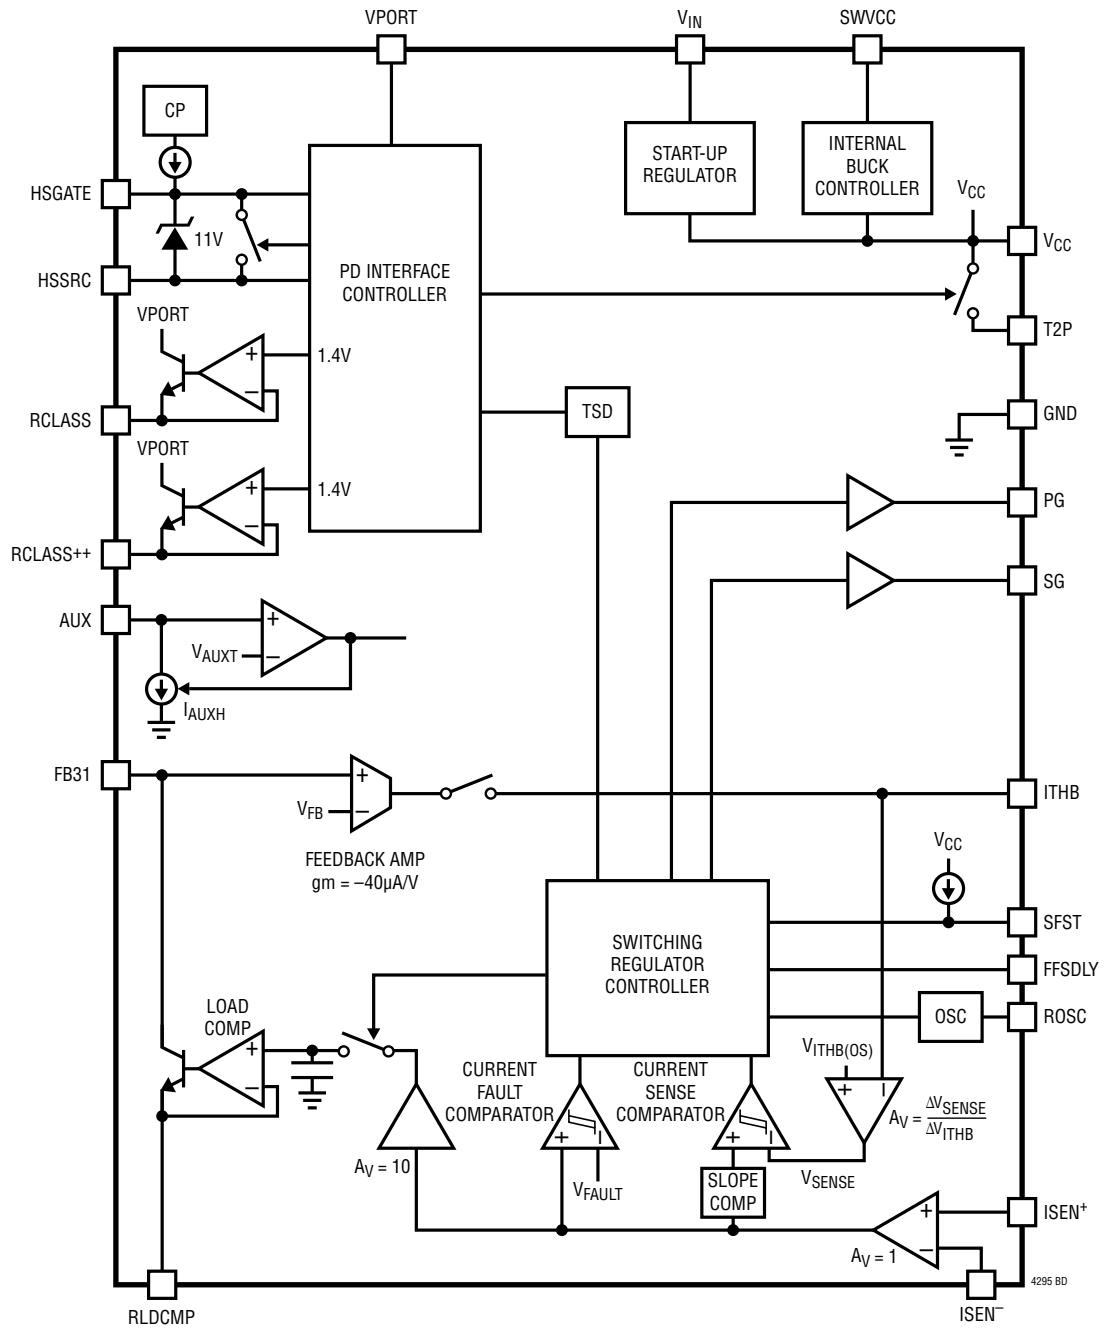 VPORT
VIN
SWVCC
CP
START-UP
REGULATOR
INTERNAL
BUCK
CONTROLLER
HSGATE
VCC
11V
VCC
HSSRC
PD INTERFACE
CONTROLLER
VPORT
T2P
+
1.4V
–
RCLASS
TSD
GND
VPORT
+
1.4V
–
PG
RCLASS++
SG
AUX
+
VAUXT
–
IAUXH
FB31
+
VFB
–
ITHB
FEEDBACK AMP
gm = –40µA/V
VCC
SFST
SWITCHING
REGULATOR
CONTROLLER
FFSDLY
LOAD
COMP
OSC
ROSC
+
–
VITHB(OS)
CURRENT
FAULT
COMPARATOR
CURRENT
SENSE
COMPARATOR
+
–
AV = ΔVSENSE
ΔVITHB
+
–
+
–
AV = 10
VFAULT
SLOPE
COMP
VSENSE
+
ISEN+
–
AV = 1
4295 BD
RLDCMP
ISEN–